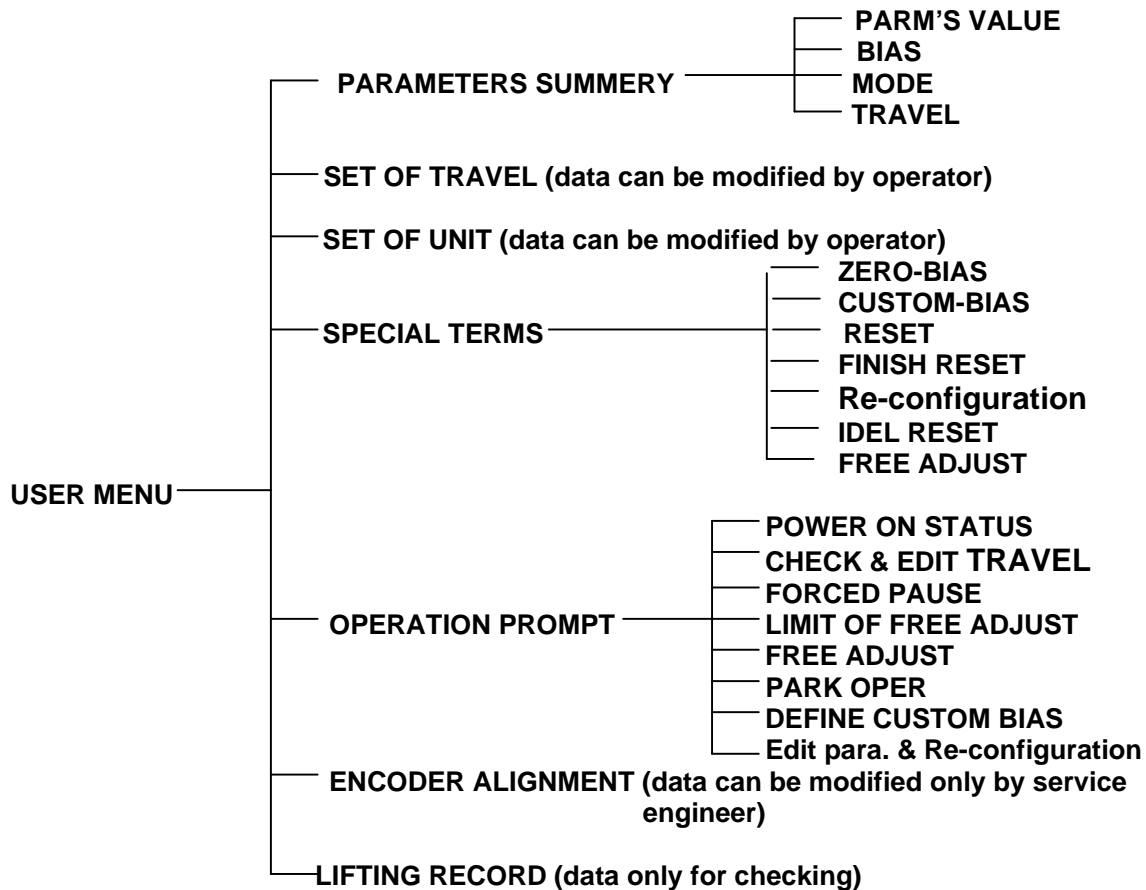 PARM'S VALUE
BIAS
PARAMETERS SUMMERY
MODE
TRAVEL
SET OF TRAVEL (data can be modified by operator)
SET OF UNIT (data can be modified by operator)
ZERO-BIAS
CUSTOM-BIAS
SPECIAL TERMS
RESET
FINISH RESET
Re-configuration
IDEL RESET
FREE ADJUST
USER MENU
POWER ON STATUS
CHECK & EDIT TRAVEL
FORCED PAUSE
OPERATION PROMPT
LIMIT OF FREE ADJUST
FREE ADJUST
PARK OPER
DEFINE CUSTOM BIAS
Edit para. & Re-configuration
ENCODER ALIGNMENT (data can be modified only by service
engineer)
LIFTING RECORD (data only for checking)